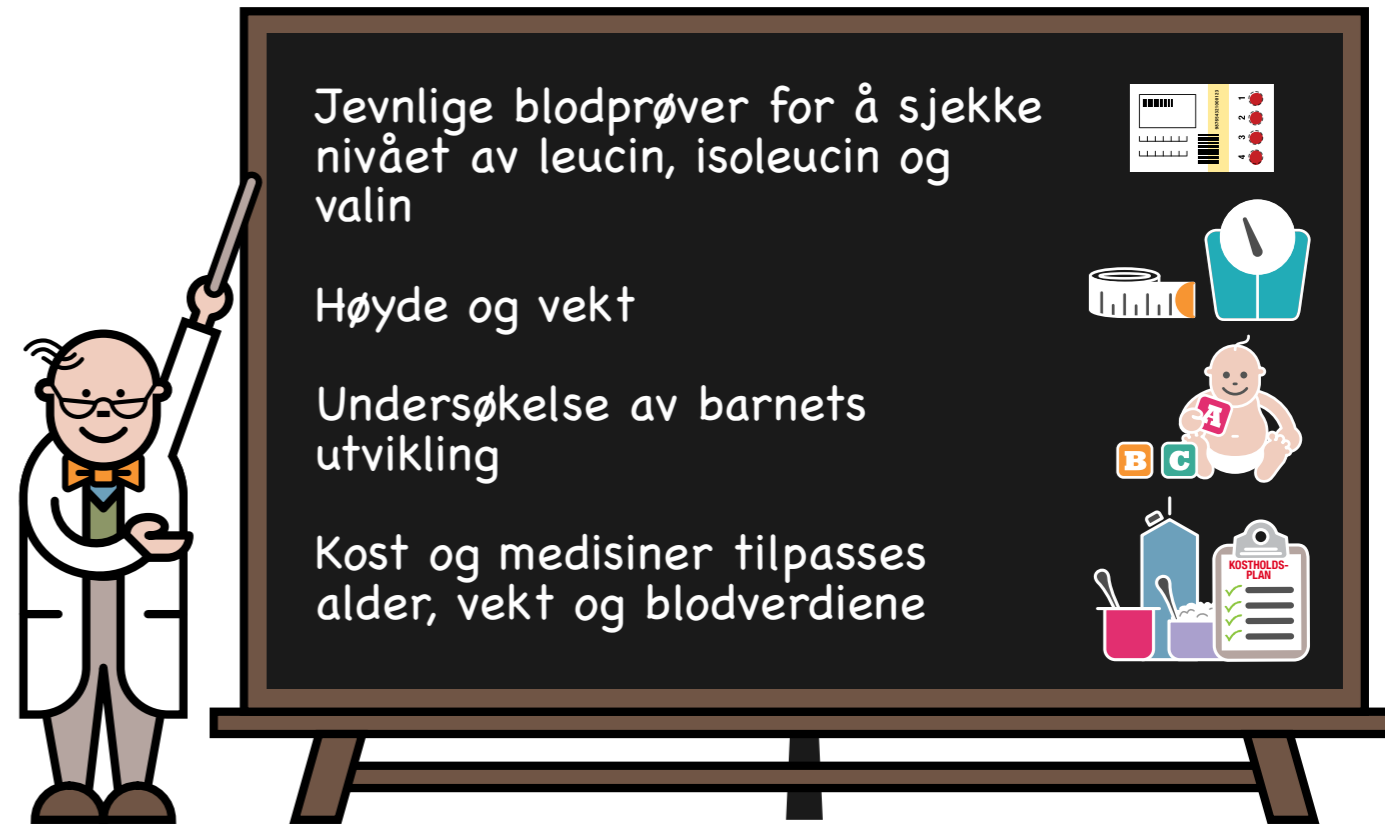 Jevnlige blodprøver for å sjekke
nivået av leucin, isoleucin og
valin
Høyde og vekt
Undersøkelse av barnets
utvikling
Kost og medisiner tilpasses
alder, vekt og blodverdiene
1
2
3
4
A
B C
KOSTHOLDS-
PLAN